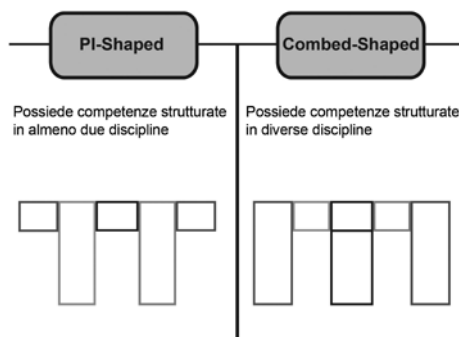 PI-Shaped
Possiede competenze strutturate
in almeno due discipline
Combed-Shaped
Possiede competenze strutturate
in diverse discipline